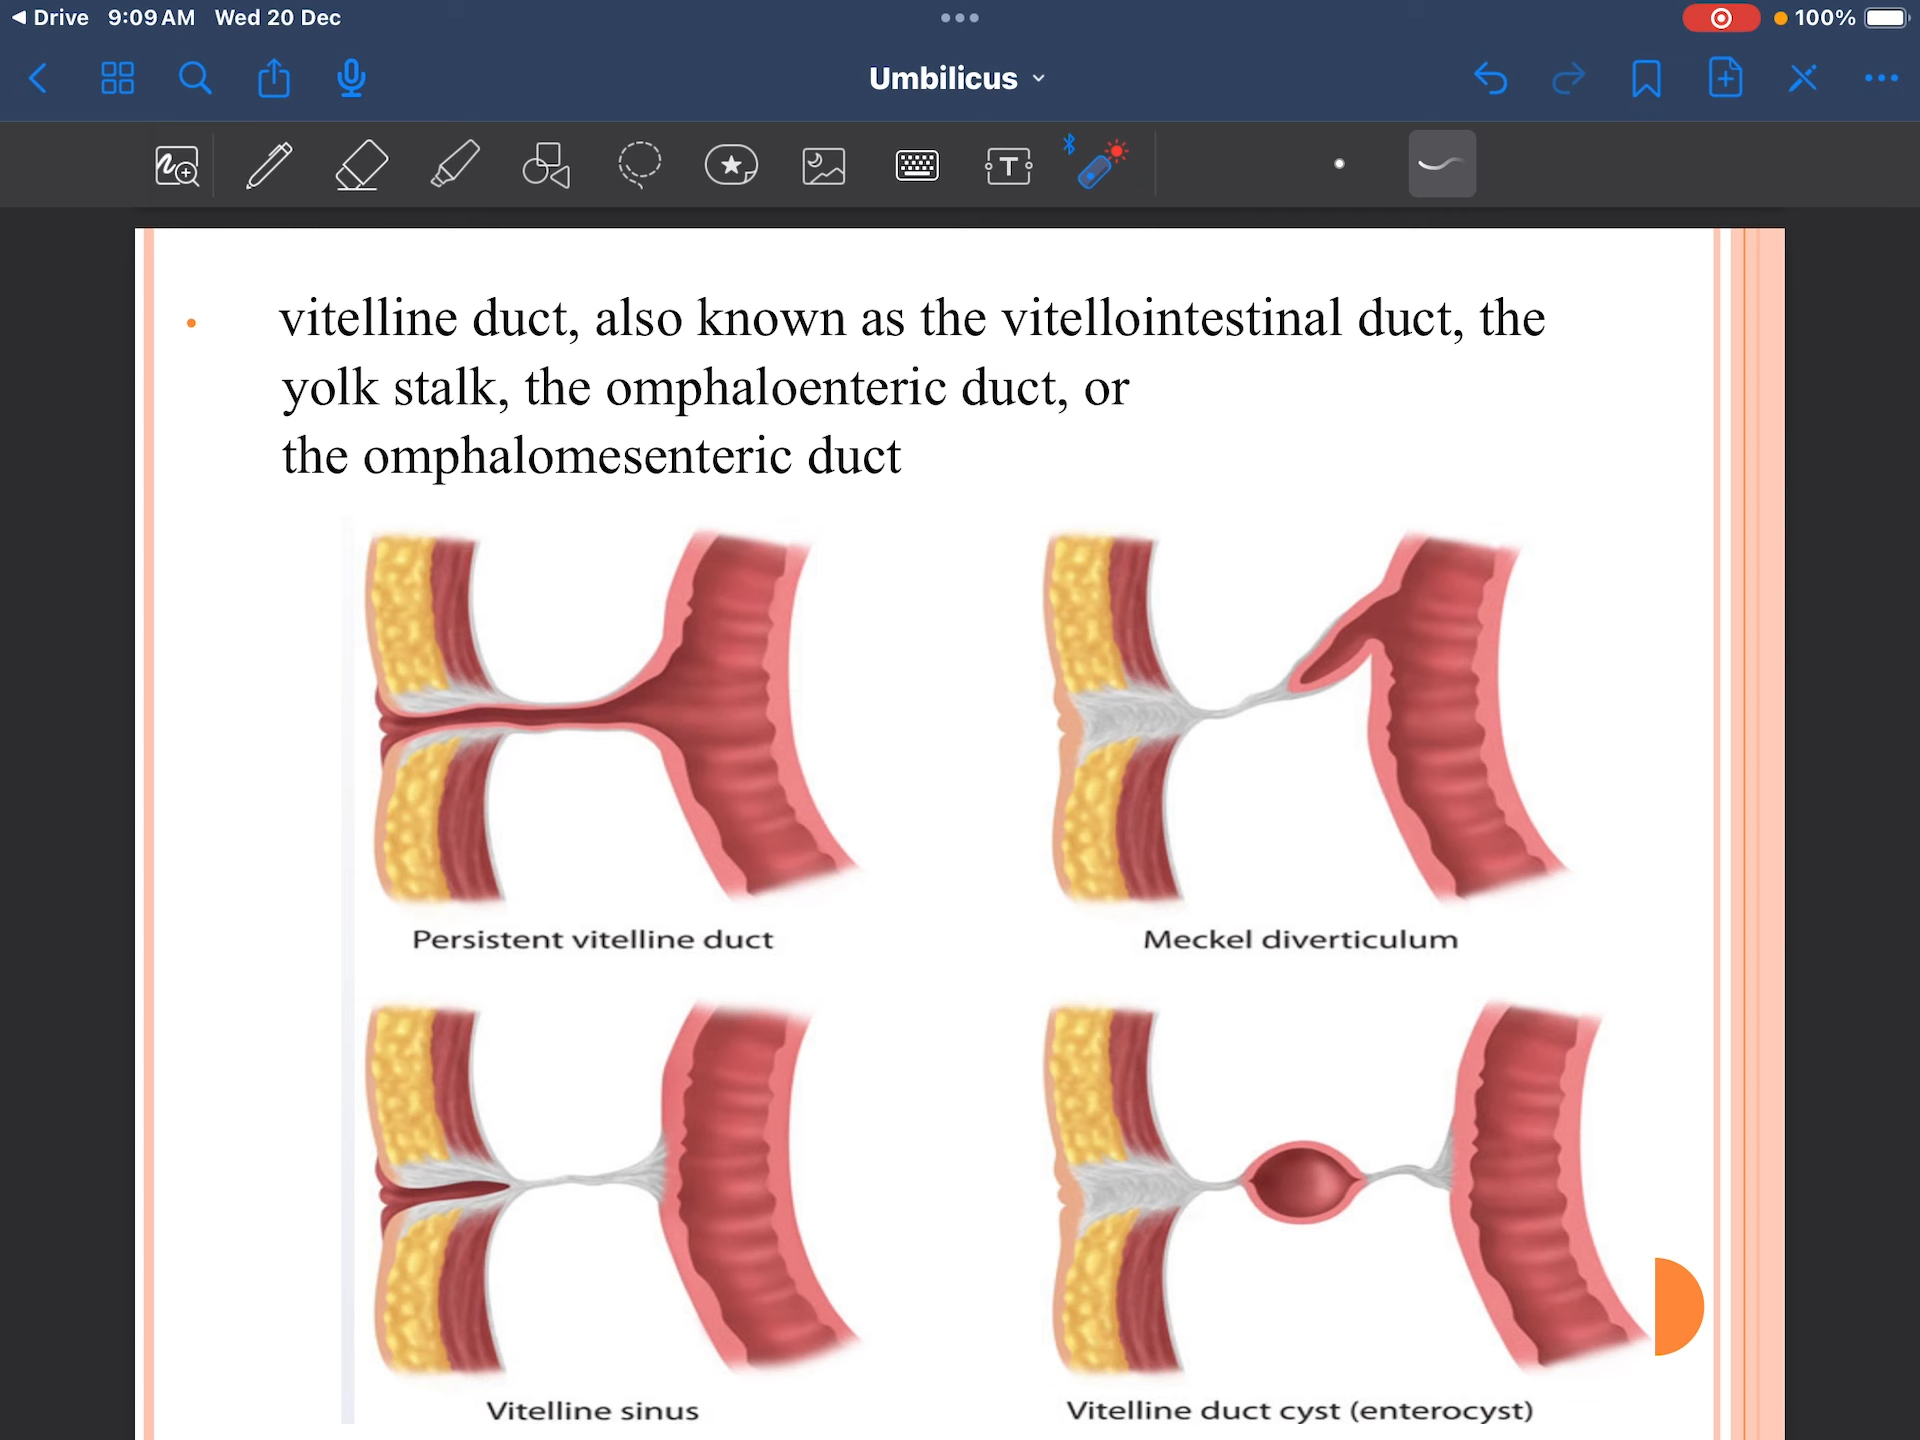 Drive 9:09 AM Wed 20 Dec
100%
Umbilicus
T
vitelline duct, also known as the vitellointestinal duct, the
yolk stalk, the omphaloenteric duct, or
the omphalomesenteric duct
Persistent vitelline duct
Meckel diverticulum
Vitelline sinus
Vitelline duct cyst (enterocyst)